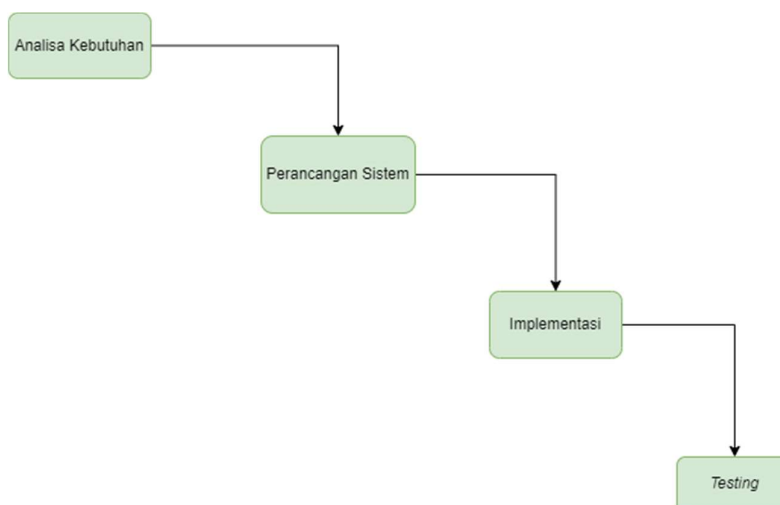 Analisa Kebutuhan
Perancangan Sistem
Implementasi
Testing